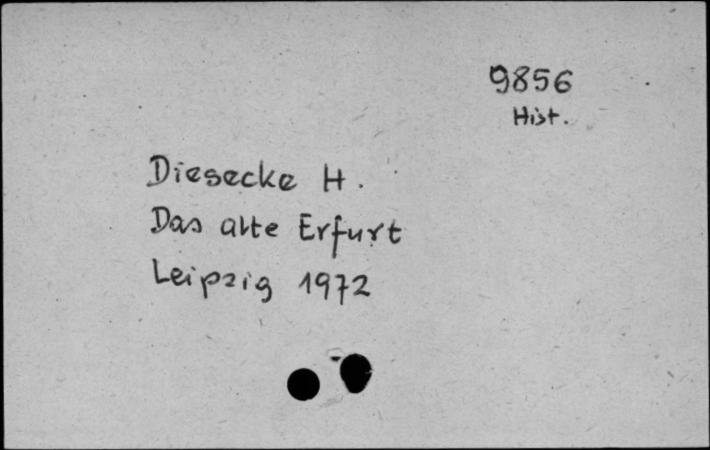 9856
Hist.
Diesecke H.
Das alte Erfurt
Leipzig 1972